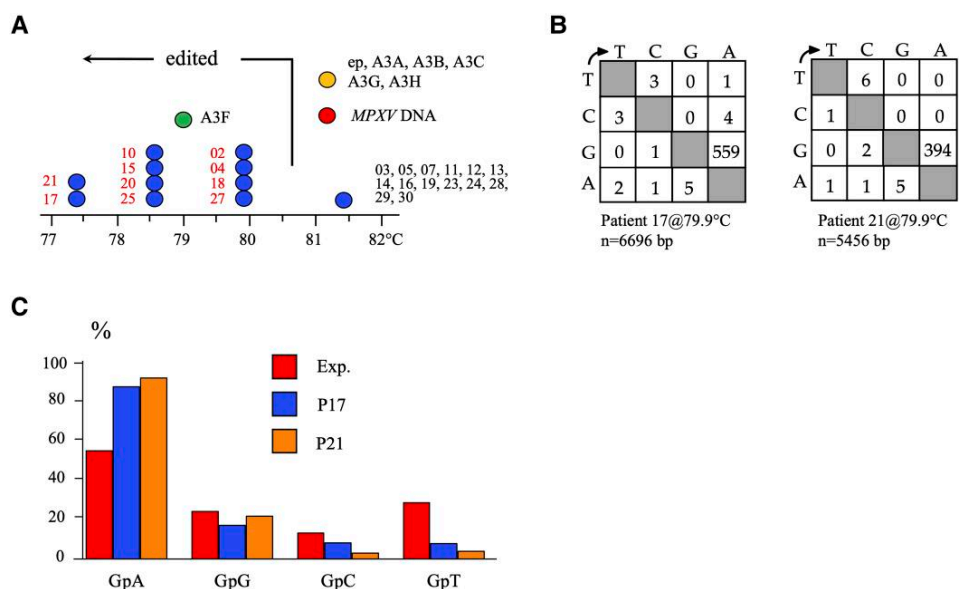 A
edited
ep, A3A, A3B, A3C
A3G, A3H
A3F
MPXV DNA
10
15
20
25
02
04
18
27
21
17
03, 05, 07, 11, 12, 13,
14, 16, 19, 23, 24, 28,
29, 30
77 78 79 80 81 82°C
B
T C G A
T 3 0 1
C 3 0 4
G 0 1 559
A 2 1 5
Patient 17@79.9°C
n=6696 bp
T C G A
T 6 0 0
C 1 0 0
G 0 2 394
A 1 1 5
Patient 21@79.9°C
n=5456 bp
C
%
100
80
60
40
20
0
Exp.
P17
P21
GpA GpG GpC GpT